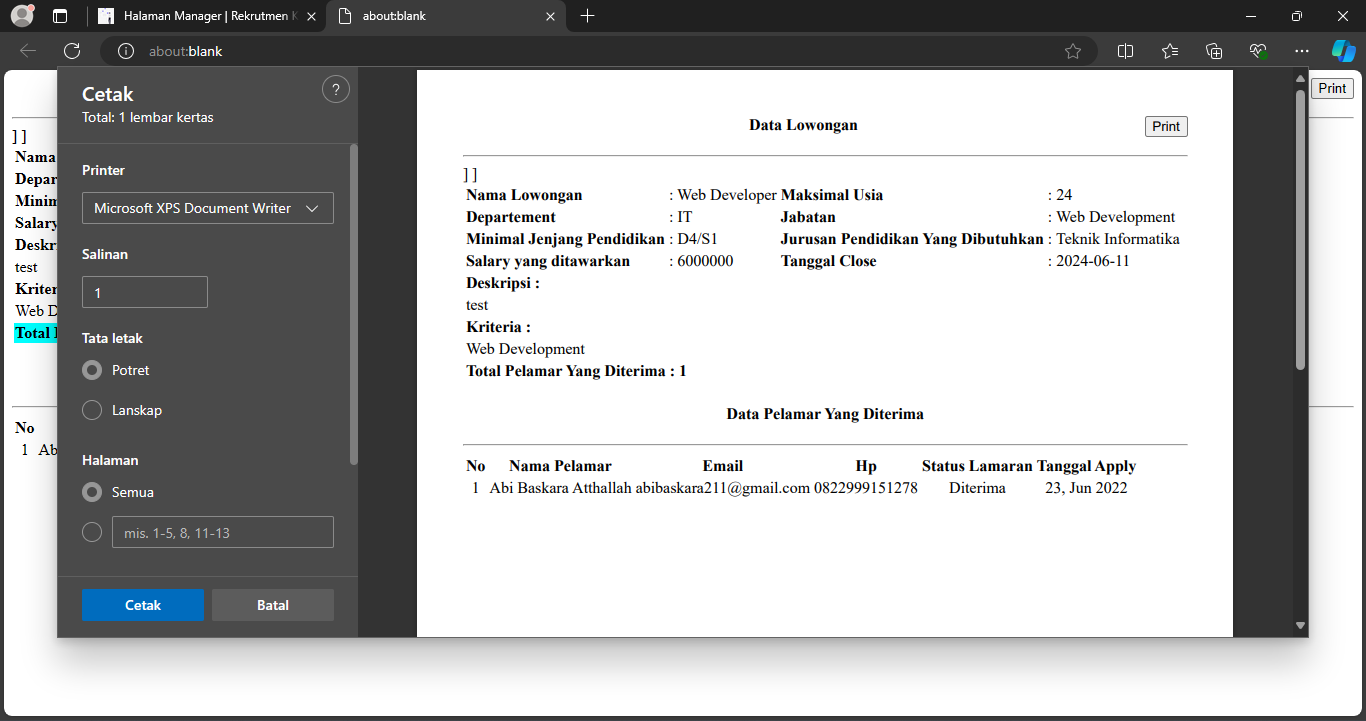 Halaman Manager | Rekrutmen K
about:blank
about:blank
Print
Cetak
?
Total: 1 lembar kertas
Printer
Microsoft XPS Document Writer
Salinan
1
Tata letak
Potret
Lanskap
Halaman
Semua
mis. 1-5, 8, 11-13
Cetak Batal
] ]
Nama
Depar
Minim
Salary
Deskr
test
Kriter
Web D
Total
No
1 Ab
Data Lowongan
Print
] ]
Nama Lowongan : Web Developer Maksimal Usia : 24
Departement : IT Jabatan : Web Development
Minimal Jenjang Pendidikan : D4/S1 Jurusan Pendidikan Yang Dibutuhkan : Teknik Informatika
Salary yang ditawarkan : 6000000 Tanggal Close : 2024-06-11
Deskripsi :
test
Kriteria :
Web Development
Total Pelamar Yang Diterima : 1
Data Pelamar Yang Diterima
No Nama Pelamar Email Hp Status Lamaran Tanggal Apply
1 Abi Baskara Atthallah abibaskara211@gmail.com 0822999151278 Diterima 23, Jun 2022